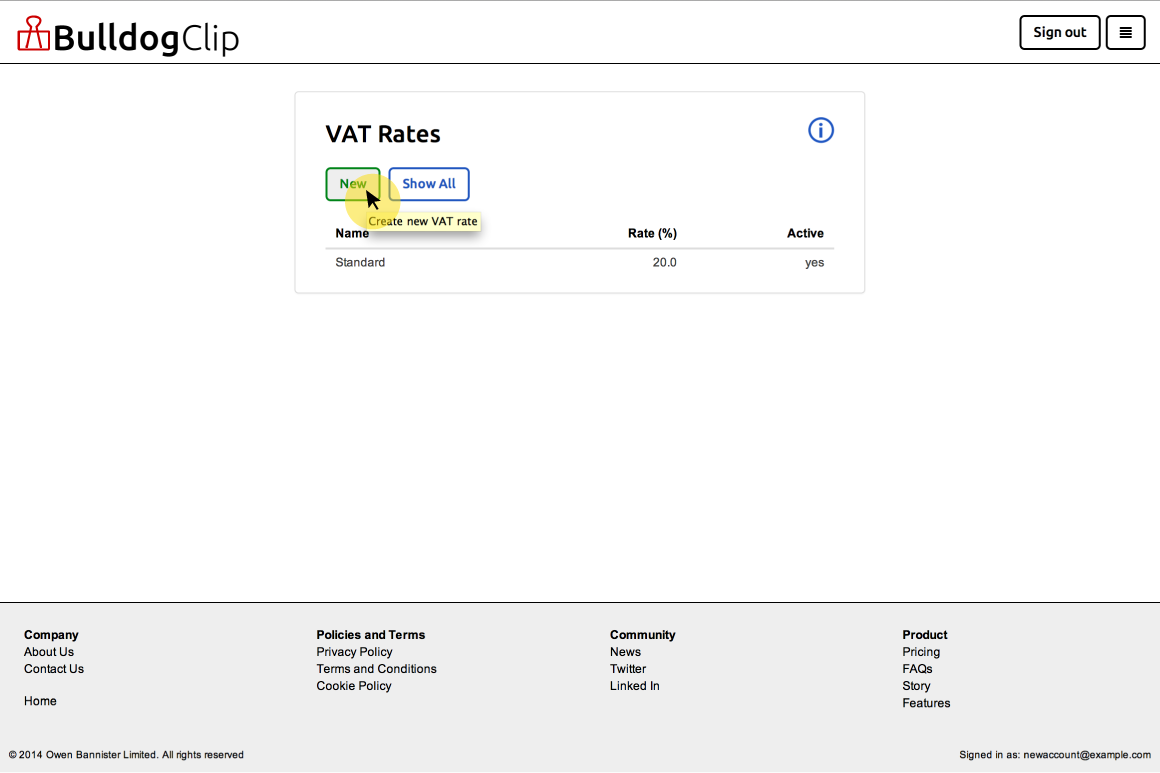 BulldogClip
Sign out
VAT Rates
New
Show All
Create new VAT rate
Name Rate (%) Active
Standard 20.0 yes
Company
About Us
Contact Us
Home
Policies and Terms
Privacy Policy
Terms and Conditions
Cookie Policy
Community
News
Twitter
Linked In
Product
Pricing
FAQs
Story
Features
© 2014 Owen Bannister Limited. All rights reserved
Signed in as: newaccount@example.com